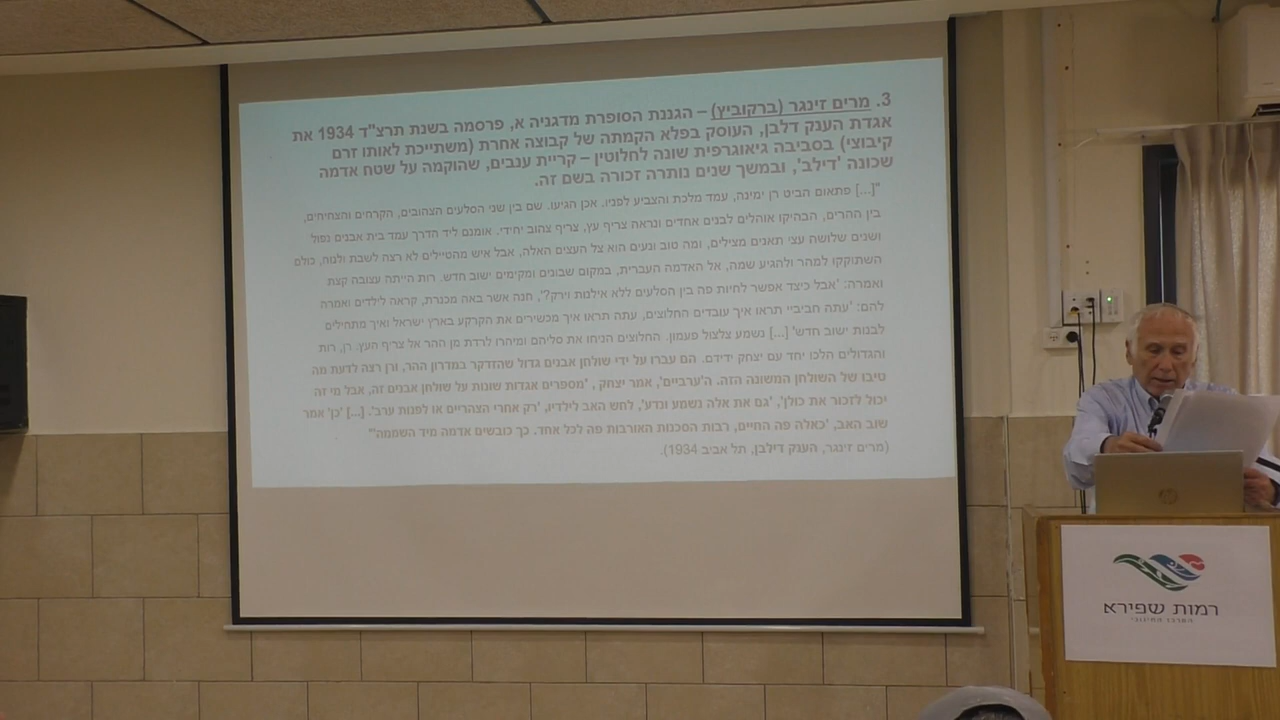 3. מרים זינגר (ברקוביץ) – הגננת הסופרת מדגניה א, פרסמה בשנת תרצ"ד 1934 את
אגדת הענק דלבן, העוסק בפלא הקמתה של קבוצה אחרת (משתייכת לאותו זרם
קיבוצי) בסביבה גיאוגרפית שונה לחלוטין – קריית ענבים, שהוקמה על שטח אדמה
שכונה 'דילב', ובמשך שנים נותרה זכורה בשם זה.
"[...] פתאום הביט רן ימינה, עמד מלכת והצביע לפניו. אכן הגיעו. שם בין שני הסלעים הצהובים, הקרחים והצחיחים,
בין ההרים, הבהיקו אוהלים לבנים אחדים ונראה צריף עץ, צריף צהוב יחידי. אומנם ליד הדרך עמד בית אבנים נפול
ושנים שלושה עצי תאנים מצילים, ומה טוב ונעים הוא צל העצים האלה, אבל איש מהטיילים לא רצה לשבת ולנוח, כולם
השתוקקו למהר ולהגיע שמה, אל האדמה העברית, במקום שבונים ומקימים ישוב חדש. רות הייתה עצובה קצת
ואמרה: 'אבל כיצד אפשר לחיות פה בין הסלעים ללא אילנות וירק?', חנה אשר באה מכנרת, קראה לילדים ואמרה
להם: 'עתה חביביי תראו איך עובדים החלוצים, עתה תראו איך מכשירים את הקרקע בארץ ישראל ואיך מתחילים
לבנות ישוב חדש' [...] נשמע צלצול פעמון. החלוצים הניחו את סליהם ומיהרו לרדת מן ההר אל צריף העץ. רן, רות
והגדולים הלכו יחד עם יצחק ידידם. הם עברו על ידי שולחן אבנים גדול שהזדקר במדרון ההר, ורן רצה לדעת מה
טיבו של השולחן המשונה הזה. ה'ערביים', אמר יצחק, 'מספרים אגדות שונות על שולחן אבנים זה, אבל מי זה
יכול לזכור את כולן', 'גם את אלה נשמע ונדע', לחש האב לילדיו, 'רק אחרי הצהריים או לפנות ערב'. [...] 'כן' אמר
שוב האב, 'כאלה פה החיים, רבות הסכנות האורבות פה לכל אחד. כך כובשים אדמה מיד השממה'"
(מרים זינגר, הענק דילבן, תל אביב 1934).
hp
רמות שפירא
המרכז החינוכי